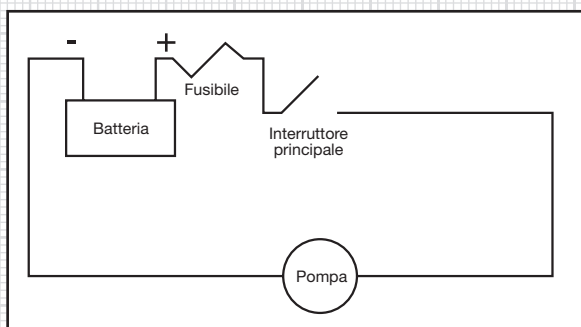 - +
Fusibile
Batteria
Interruttore
principale
Pompa